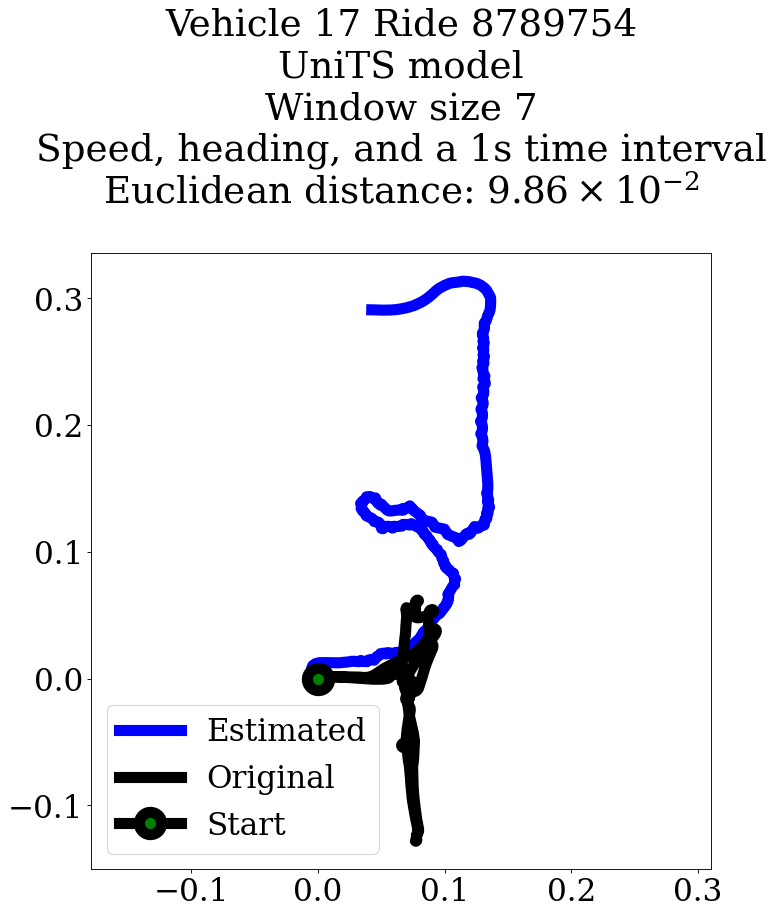 Vehicle 17 Ride 8789754
UniTS model
Window size 7
Speed, heading, and a 1s time interval
Euclidean distance: 9.86 × 10⁻²
0.3
0.2
0.1
0.0
−0.1
Estimated
Original
Start
−0.1 0.0 0.1 0.2 0.3